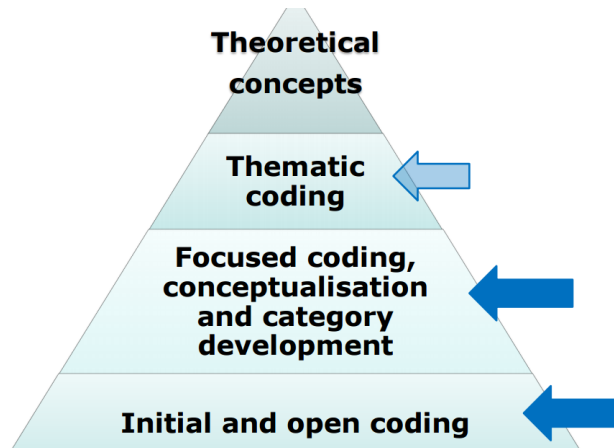 Theoretical
concepts
Thematic
coding
Focused coding,
conceptualisation
and category
development
Initial and open coding